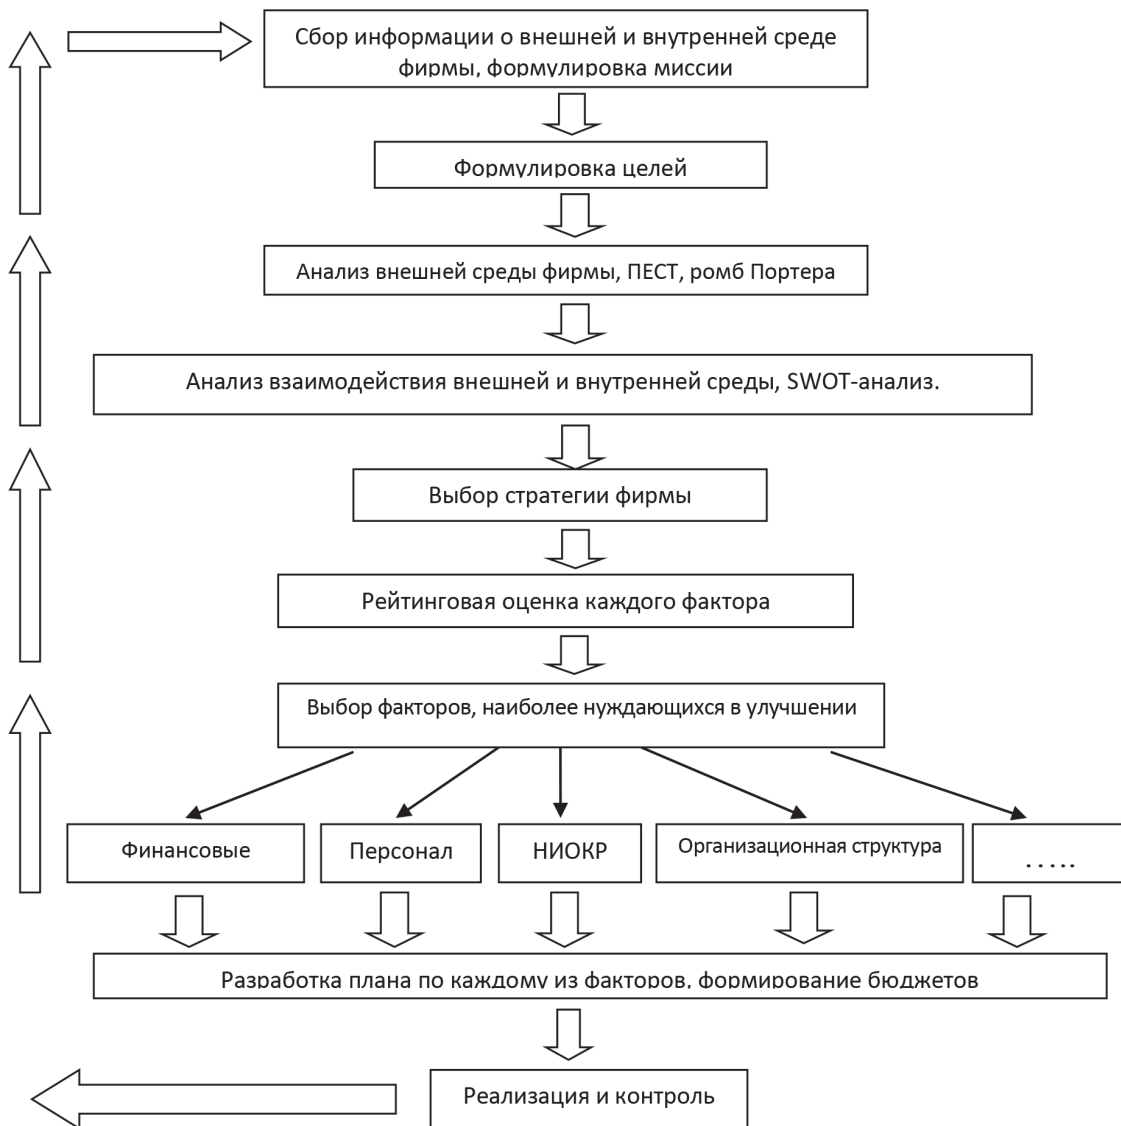 Сбор информации о внешней и внутренней среде
фирмы, формулировка миссии
Формулировка целей
Анализ внешней среды фирмы, ПЕСТ, ромб Портера
Анализ взаимодействия внешней и внутренней среды, SWOT-анализ.
Выбор стратегии фирмы
Рейтинговая оценка каждого фактора
Выбор факторов, наиболее нуждающихся в улучшении
Финансовые
Персонал
НИОКР
Организационная структура
.....
Разработка плана по каждому из факторов, формирование бюджетов
Реализация и контроль